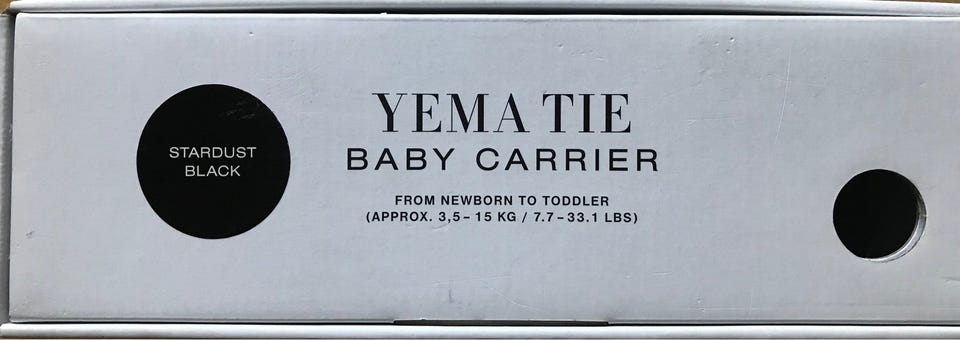 STARDUST
BLACK
YEMA TIE
BABY CARRIER
FROM NEWBORN TO TODDLER
(APPROX. 3,5 – 15 KG / 7.7 – 33.1 LBS)